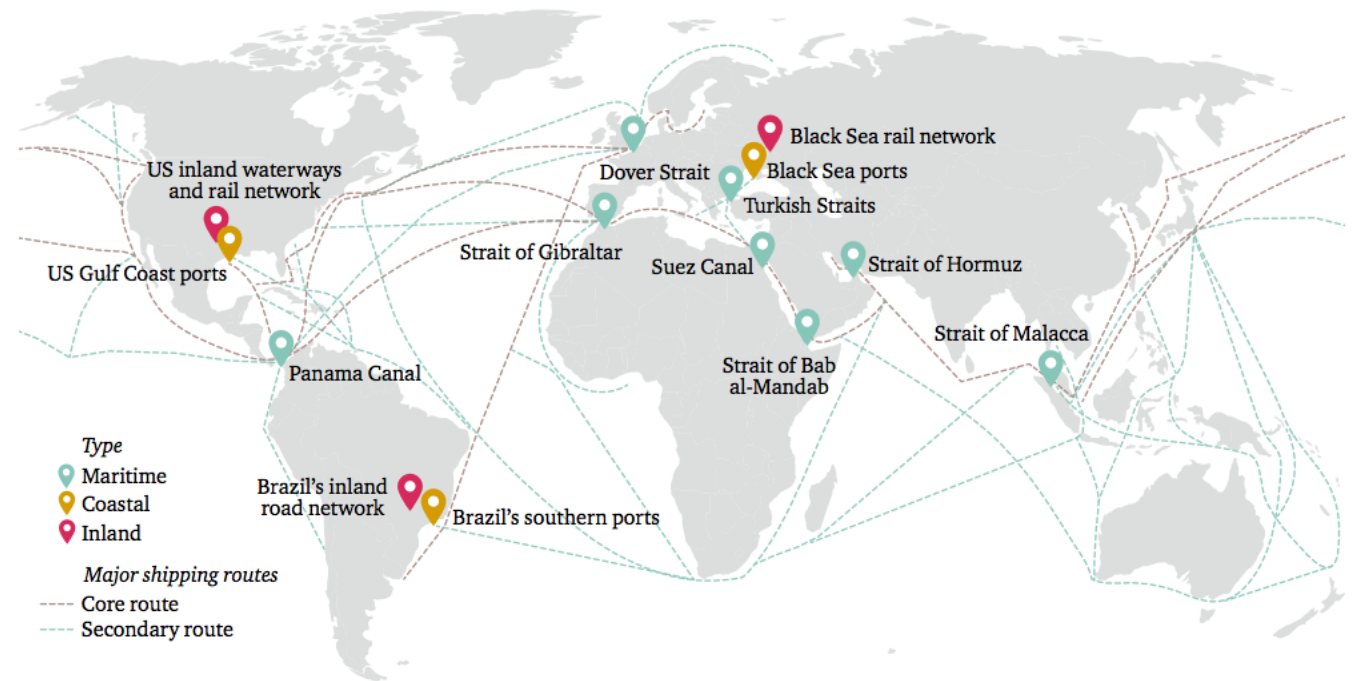 Black Sea rail network
US inland waterways
and rail network
Dover Strait
Black Sea ports
Turkish Straits
Strait of Gibraltar
Suez Canal
Strait of Hormuz
US Gulf Coast ports
Strait of Malacca
Panama Canal
Strait of Bab
al-Mandab
Type
Maritime
Coastal
Inland
Brazil's inland
road network
Brazil's southern ports
Major shipping routes
Core route
Secondary route